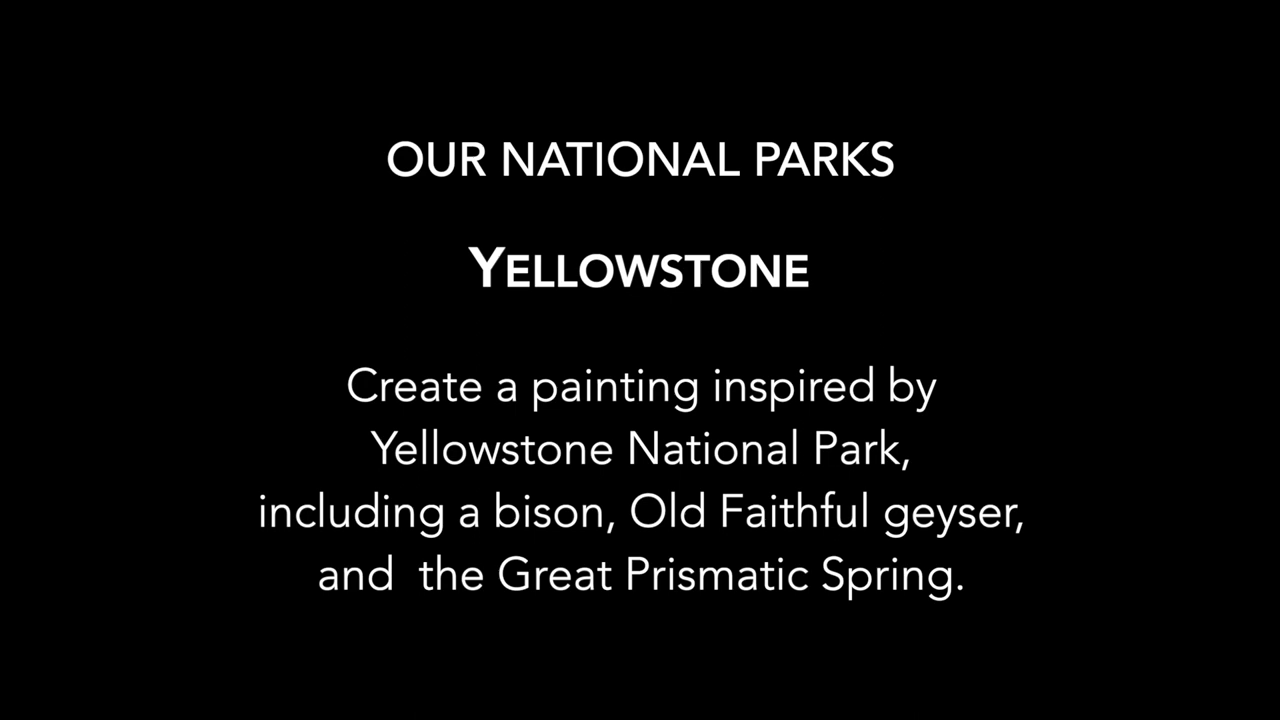 OUR NATIONAL PARKS
YELLOWSTONE
Create a painting inspired by
Yellowstone National Park,
including a bison, Old Faithful geyser,
and  the Great Prismatic Spring.